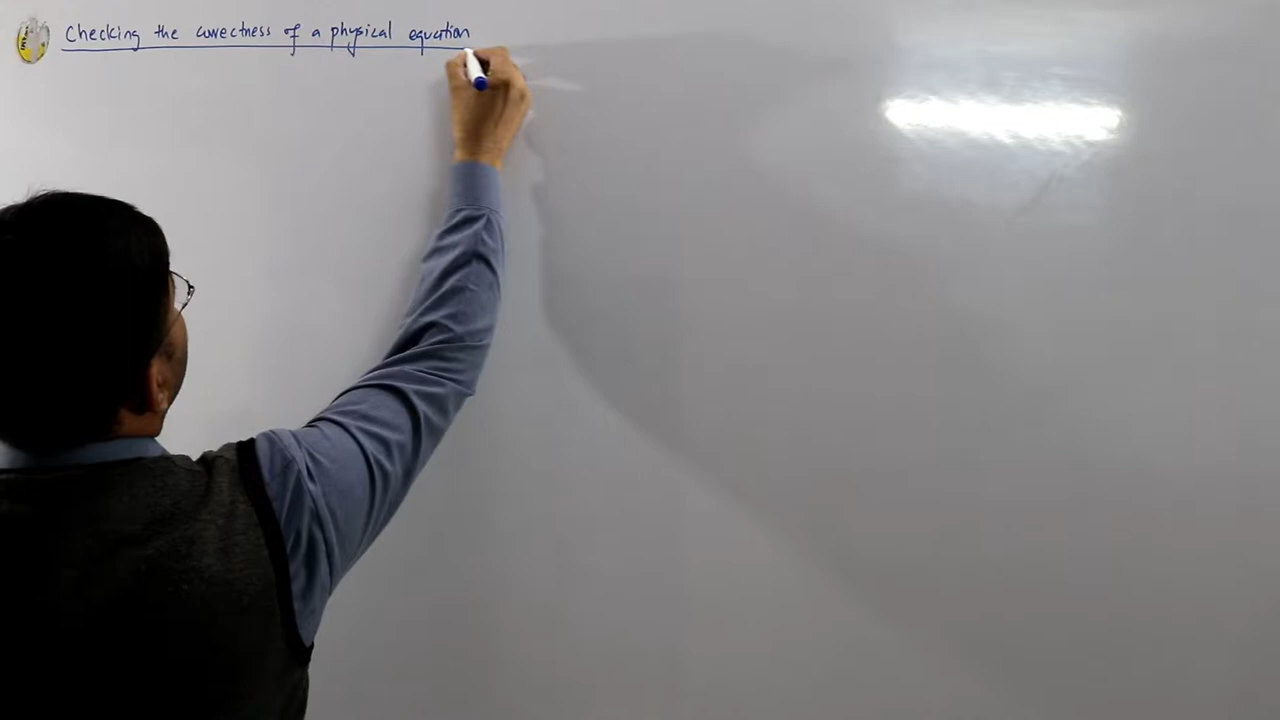 Checking the correctness of a physical equation